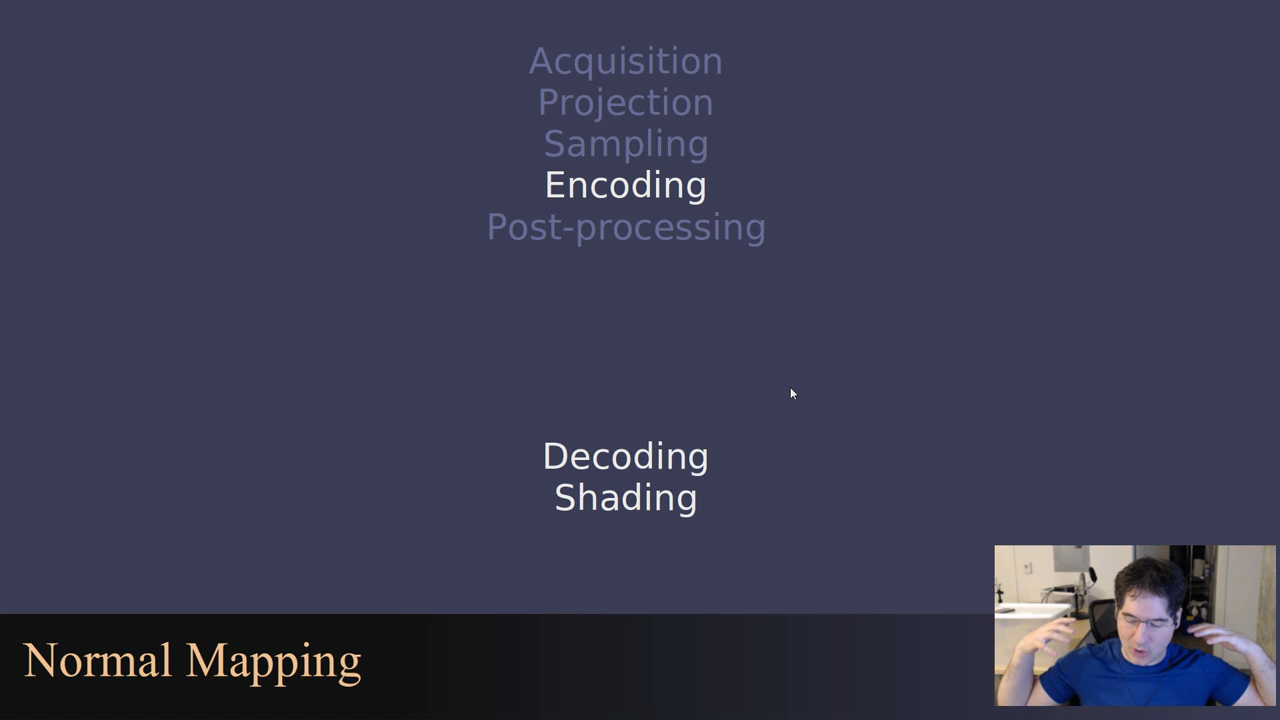 Acquisition
Projection
Sampling
Encoding
Post-processing
Decoding
Shading
Normal Mapping